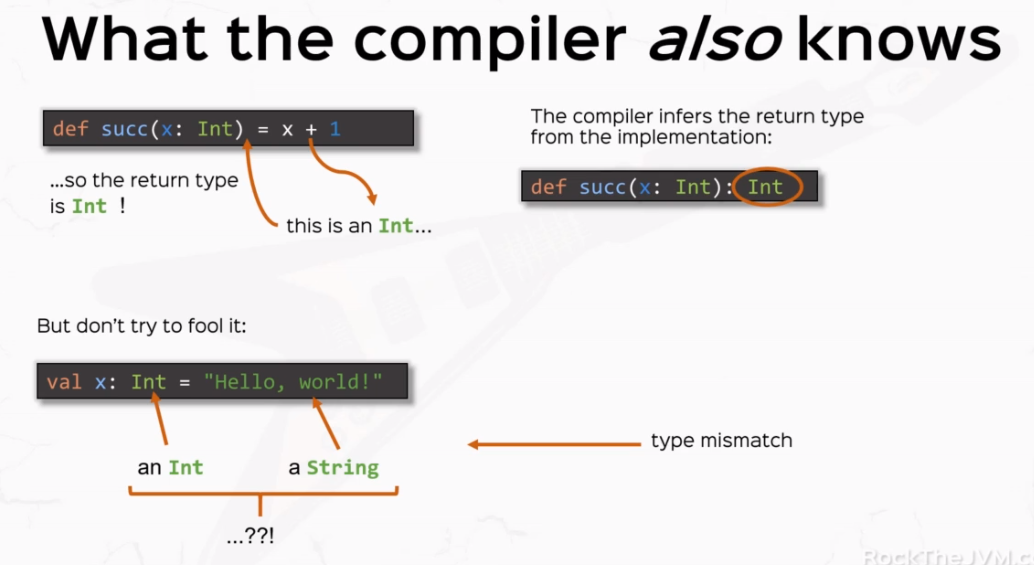 What the compiler also knows
def succ(x: Int) = x + 1
...so the return type
is Int !
this is an Int...
The compiler infers the return type
from the implementation:
def succ(x: Int): Int
But don't try to fool it:
val x: Int = "Hello, world!"
an Int
a String
...??!
type mismatch
RockTheJVM.c